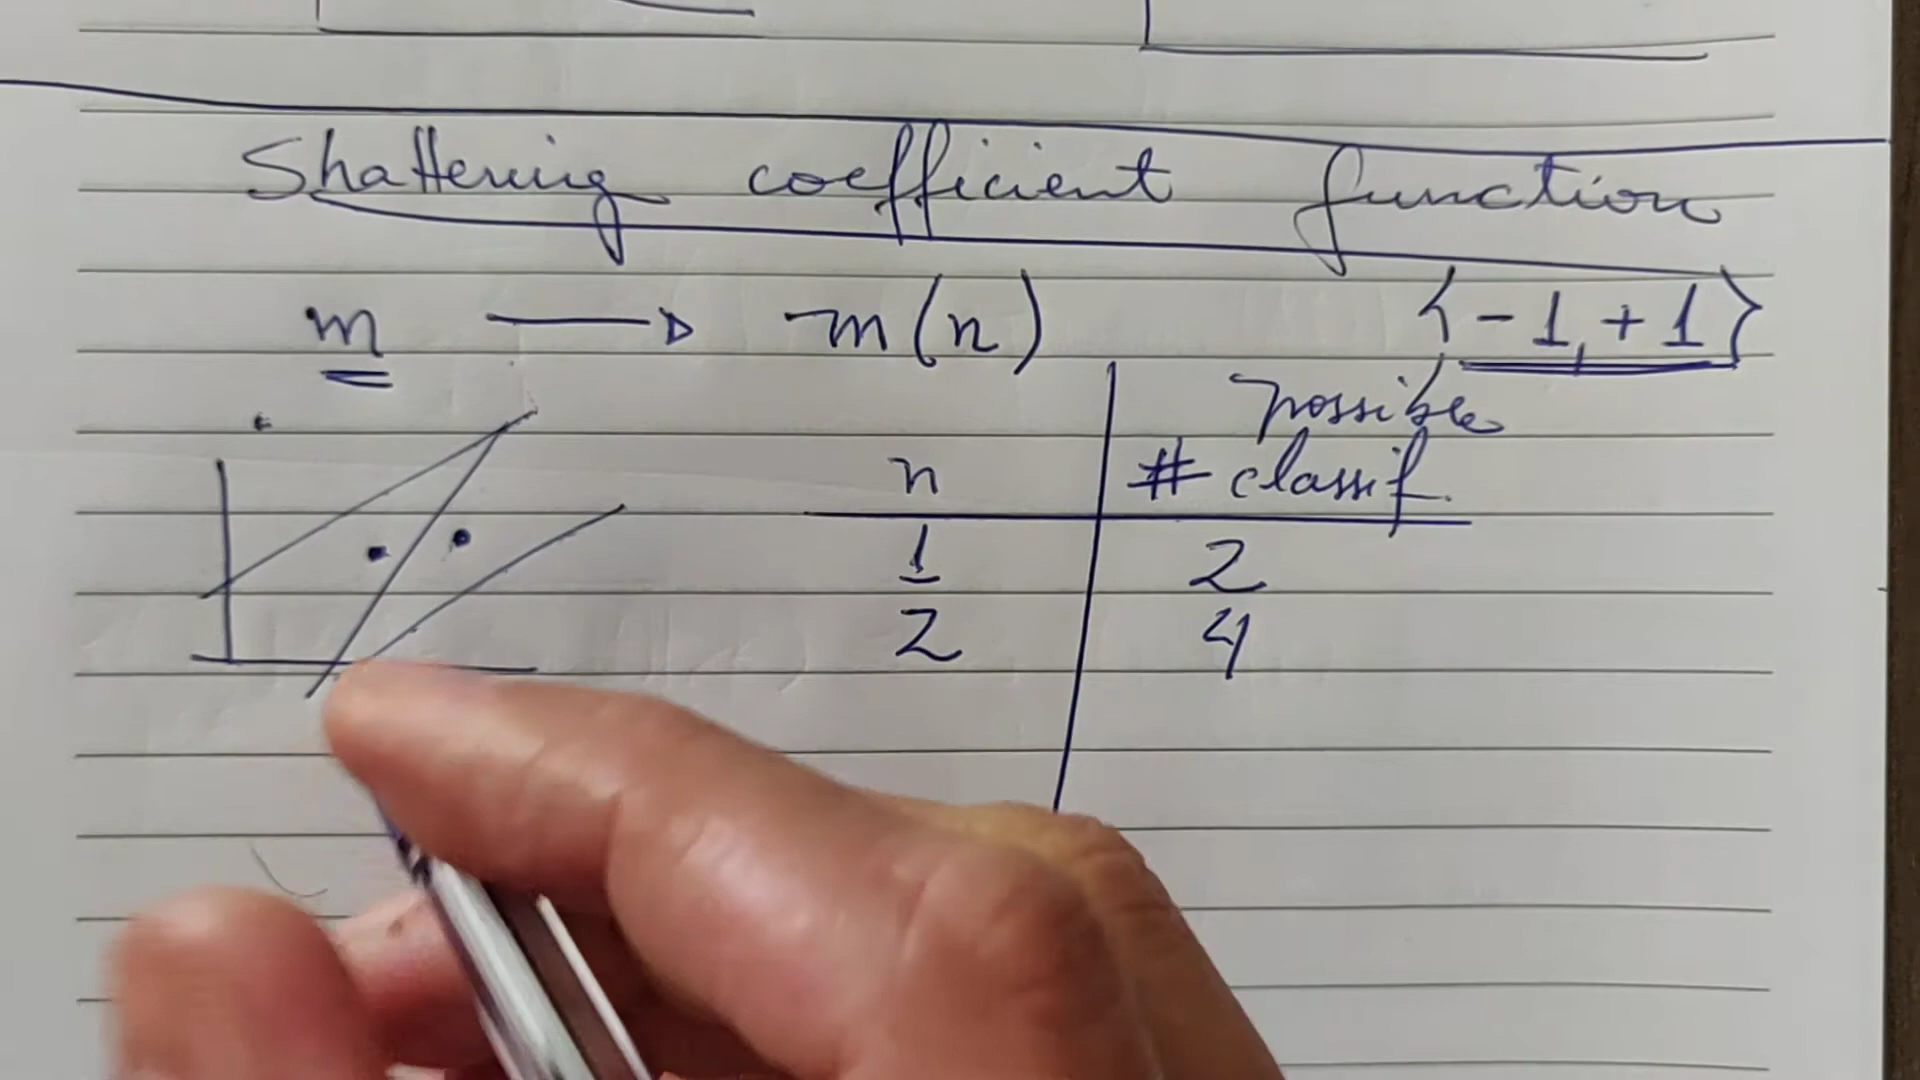 Shattering coefficient function
m → m(n) {-1, +1}
possible
n # classif.
1 2
2 4